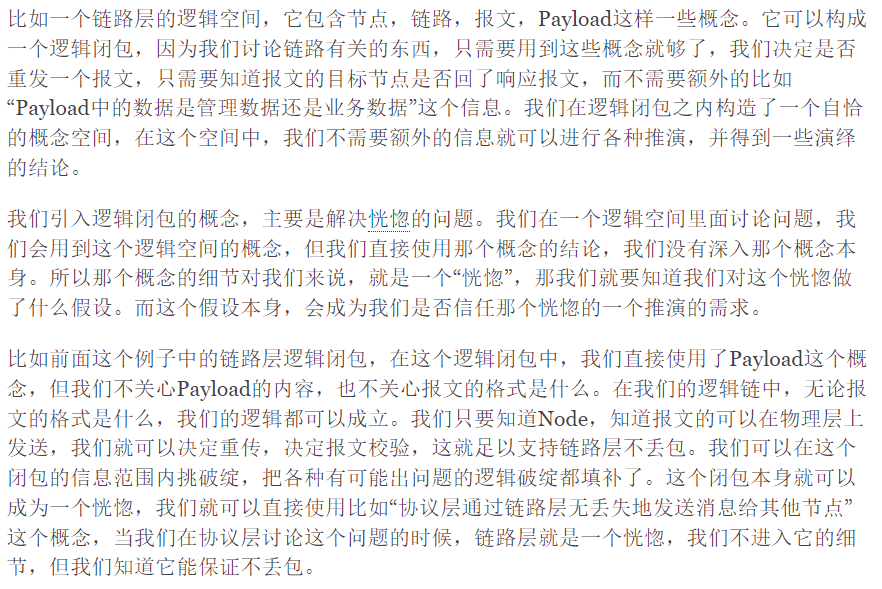 比如一个链路层的逻辑空间，它包含节点，链路，报文，Payload这样一些概念。它可以构成
一个逻辑闭包，因为我们讨论链路有关的东西，只需要用到这些概念就够了，我们决定是否
重发一个报文，只需要知道报文的目标节点是否回了响应报文，而不需要额外的比如
“Payload中的数据是管理数据还是业务数据”这个信息。我们在逻辑闭包之内构造了一个自恰
的概念空间，在这个空间中，我们不需要额外的信息就可以进行各种推演，并得到一些演绎
的结论。
我们引入逻辑闭包的概念，主要是解决恍惚的问题。我们在一个逻辑空间里面讨论问题，我
们会用到这个逻辑空间的概念，但我们直接使用那个概念的结论，我们没有深入那个概念本
身。所以那个概念的细节对我们来说，就是一个“恍惚”，那我们就要知道我们对这个恍惚做
了什么假设。而这个假设本身，会成为我们是否信任那个恍惚的一个推演的需求。
比如前面这个例子中的链路层逻辑闭包，在这个逻辑闭包中，我们直接使用了Payload这个概
念，但我们不关心Payload的内容，也不关心报文的格式是什么。在我们的逻辑链中，无论报
文的格式是什么，我们的逻辑都可以成立。我们只要知道Node，知道报文的可以在物理层上
发送，我们就可以决定重传，决定报文校验，这就足以支持链路层不丢包。我们可以在这个
闭包的信息范围内挑破绽，把各种有可能出问题的逻辑破绽都填补了。这个闭包本身就可以
成为一个恍惚，我们就可以直接使用比如“协议层通过链路层无丢失地发送消息给其他节点”
这个概念，当我们在协议层讨论这个问题的时候，链路层就是一个恍惚，我们不进入它的细
节，但我们知道它能保证不丢包。